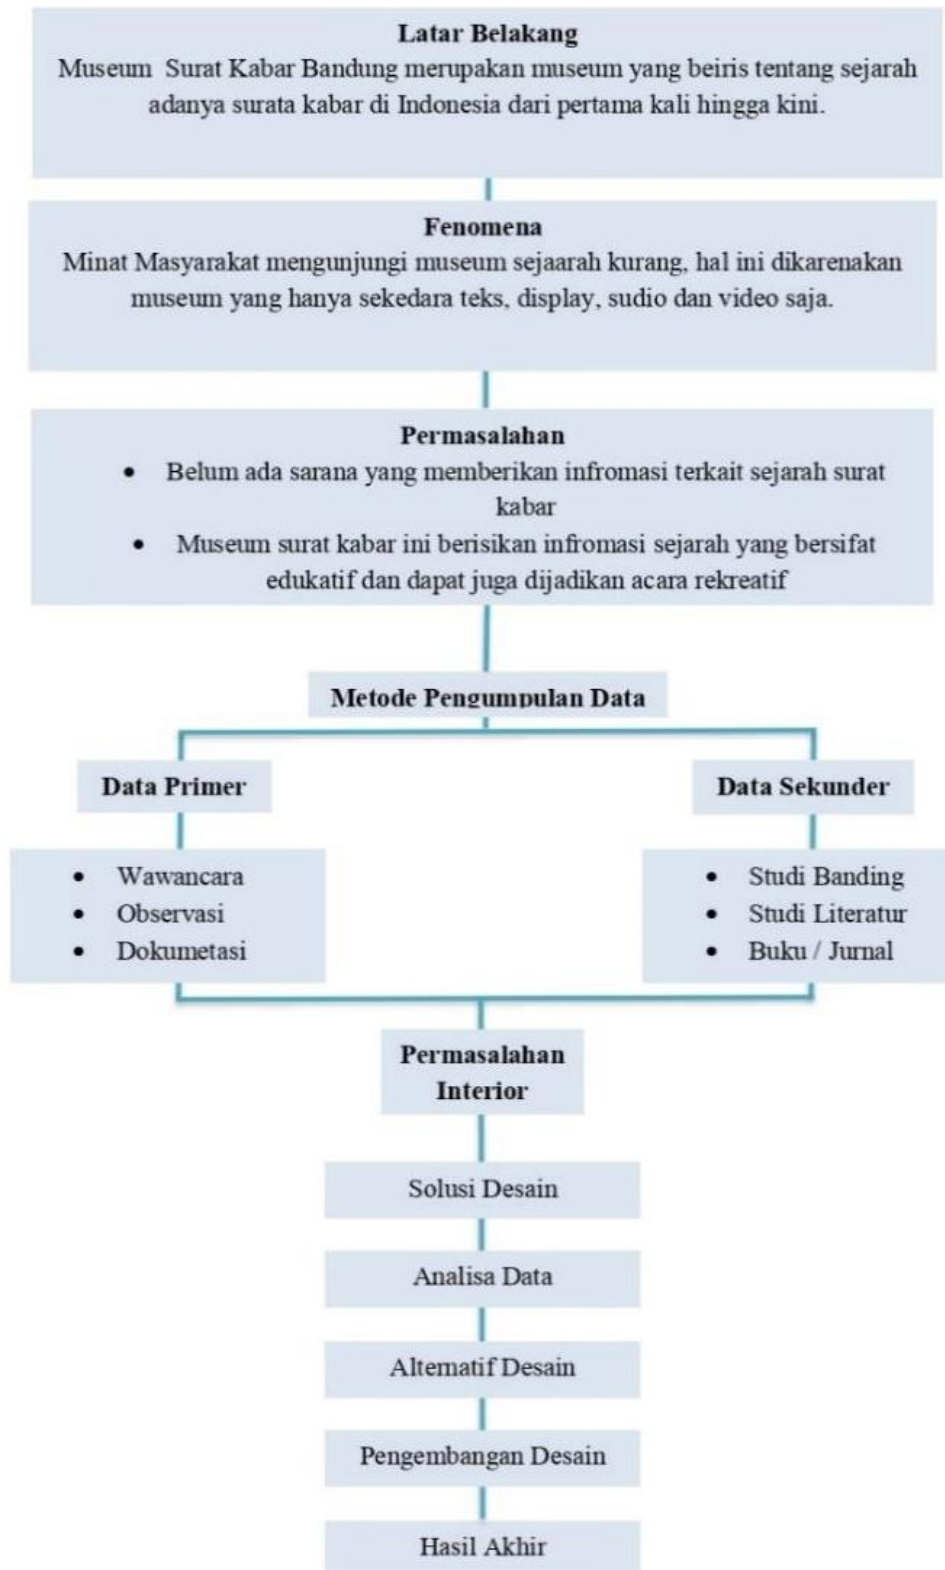 Latar Belakang
Museum Surat Kabar Bandung merupakan museum yang beiris tentang sejarah
adanya surata kabar di Indonesia dari pertama kali hingga kini.
Fenomena
Minat Masyarakat mengunjungi museum sejaarah kurang, hal ini dikarenakan
museum yang hanya sekedara teks, display, sudio dan video saja.
Permasalahan
• Belum ada sarana yang memberikan infromasi terkait sejarah surat
kabar
• Museum surat kabar ini berisikan infromasi sejarah yang bersifat
edukatif dan dapat juga dijadikan acara rekreatif
Metode Pengumpulan Data
Data Primer
Data Sekunder
• Wawancara
• Observasi
• Dokumetasi
• Studi Banding
• Studi Literatur
• Buku / Jurnal
Permasalahan
Interior
Solusi Desain
Analisa Data
Alternatif Desain
Pengembangan Desain
Hasil Akhir